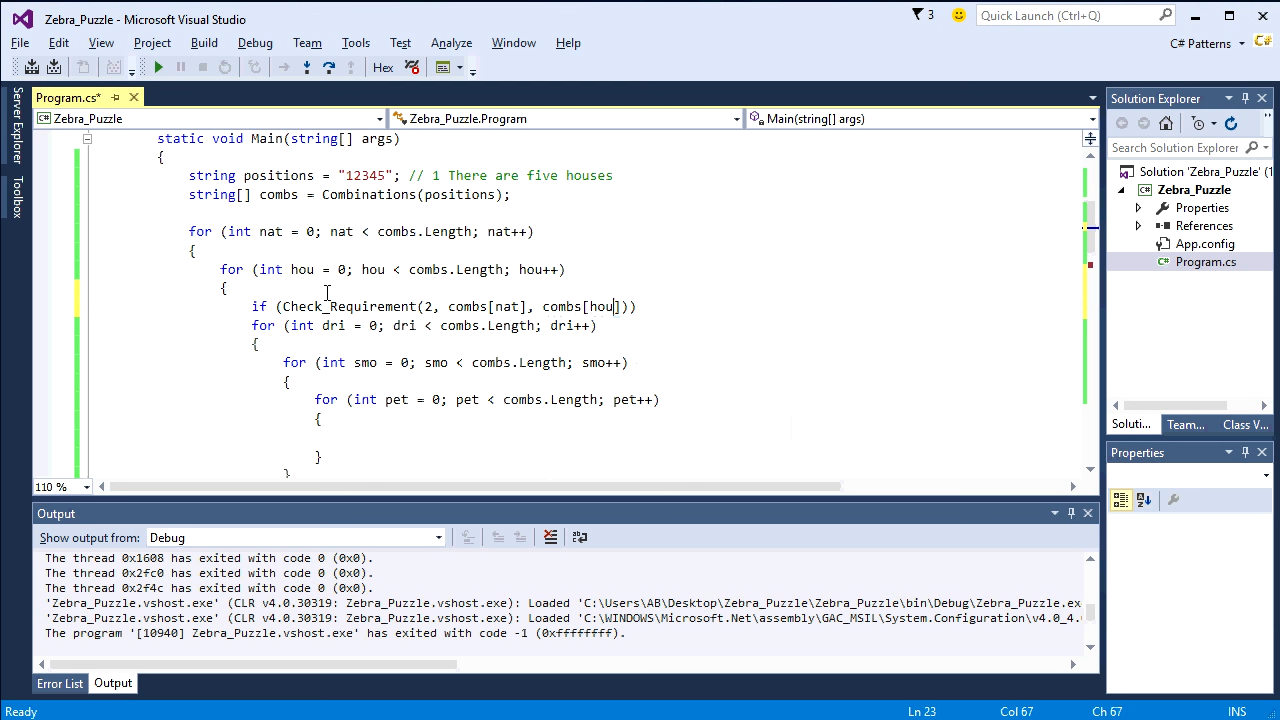 Zebra_Puzzle - Microsoft Visual Studio
3
Quick Launch (Ctrl+Q)
File Edit View Project Build Debug Team Tools Test Analyze Window Help
C# Patterns
Hex
Program.cs*
Zebra_Puzzle
Zebra_Puzzle.Program
Main(string[] args)
Server Explorer
Toolbox
static void Main(string[] args)
{
string positions = "12345"; // 1 There are five houses
string[] combs = Combinations(positions);
for (int nat = 0; nat < combs.Length; nat++)
{
for (int hou = 0; hou < combs.Length; hou++)
{
if (Check_Requirement(2, combs[nat], combs[hou]))
for (int dri = 0; dri < combs.Length; dri++)
{
for (int smo = 0; smo < combs.Length; smo++)
{
for (int pet = 0; pet < combs.Length; pet++)
{
}
}
110 %
Solution Explorer
Search Solution Explorer
Solution 'Zebra_Puzzle' (1
Zebra_Puzzle
Properties
References
App.config
Program.cs
Soluti... Team... Class V...
Properties
Output
Show output from: Debug
The thread 0x1608 has exited with code 0 (0x0).
The thread 0x2fc0 has exited with code 0 (0x0).
The thread 0x2f4c has exited with code 0 (0x0).
'Zebra_Puzzle.vshost.exe' (CLR v4.0.30319: Zebra_Puzzle.vshost.exe): Loaded 'C:\Users\AB\Desktop\Zebra_Puzzle\Zebra_Puzzle\bin\Debug\Zebra_Puzzle.ex
'Zebra_Puzzle.vshost.exe' (CLR v4.0.30319: Zebra_Puzzle.vshost.exe): Loaded 'C:\WINDOWS\Microsoft.Net\assembly\GAC_MSIL\System.Configuration\v4.0_4.
The program '[10940] Zebra_Puzzle.vshost.exe' has exited with code -1 (0xffffffff).
Error List Output
Ready
Ln 23 Col 67 Ch 67 INS